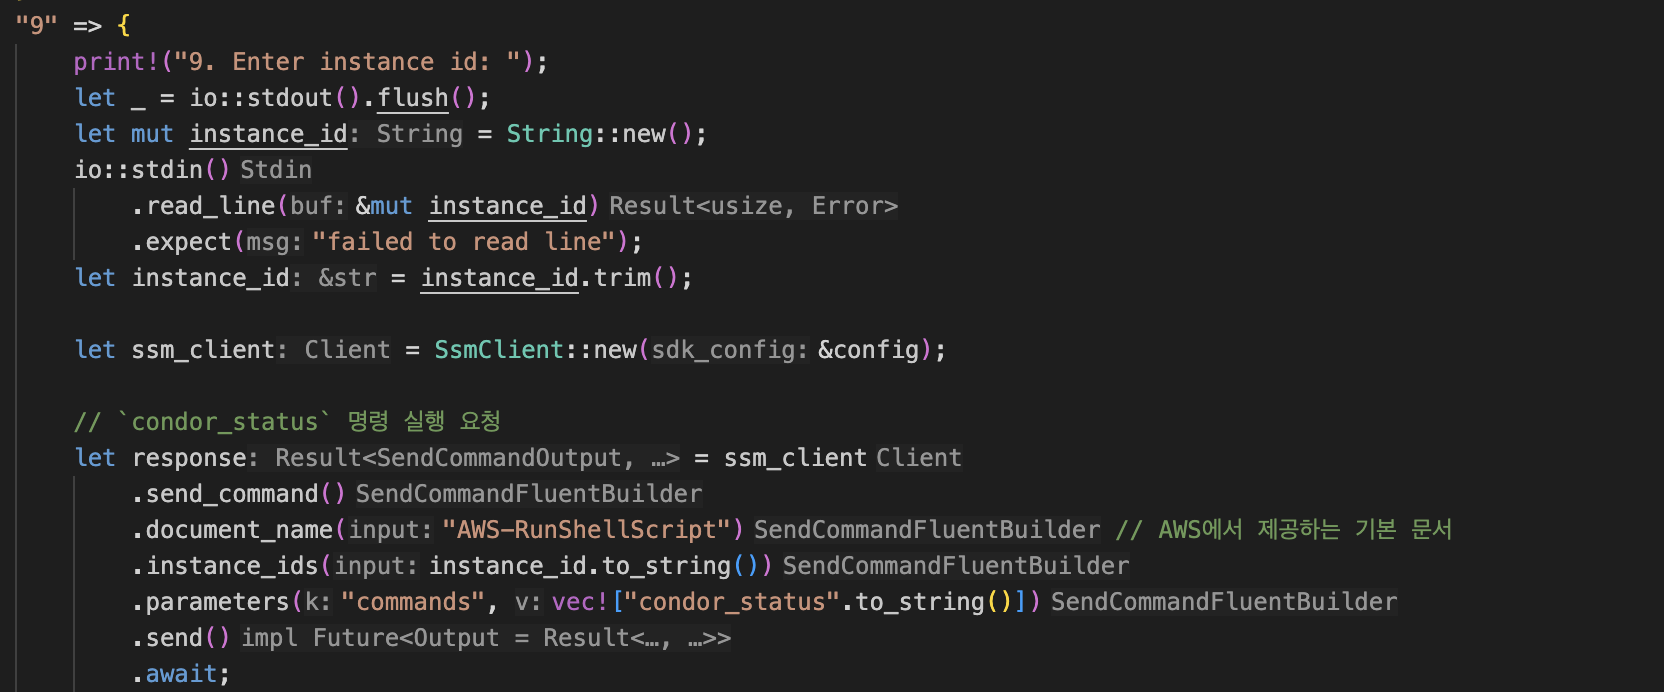 "9" => {
print!("9. Enter instance id: ");
let _ = io::stdout().flush();
let mut instance_id: String = String::new();
io::stdin() Stdin
.read_line(buf: &mut instance_id) Result<usize, Error>
.expect(msg: "failed to read line");
let instance_id: &str = instance_id.trim();
let ssm_client: Client = SsmClient::new(sdk_config: &config);
// `condor_status` 명령 실행 요청
let response: Result<SendCommandOutput, …> = ssm_client Client
.send_command() SendCommandFluentBuilder
.document_name(input: "AWS-RunShellScript") SendCommandFluentBuilder // AWS에서 제공하는 기본 문서
.instance_ids(input: instance_id.to_string()) SendCommandFluentBuilder
.parameters(k: "commands", v: vec!["condor_status".to_string()]) SendCommandFluentBuilder
.send() impl Future<Output = Result<…, …>>
.await;